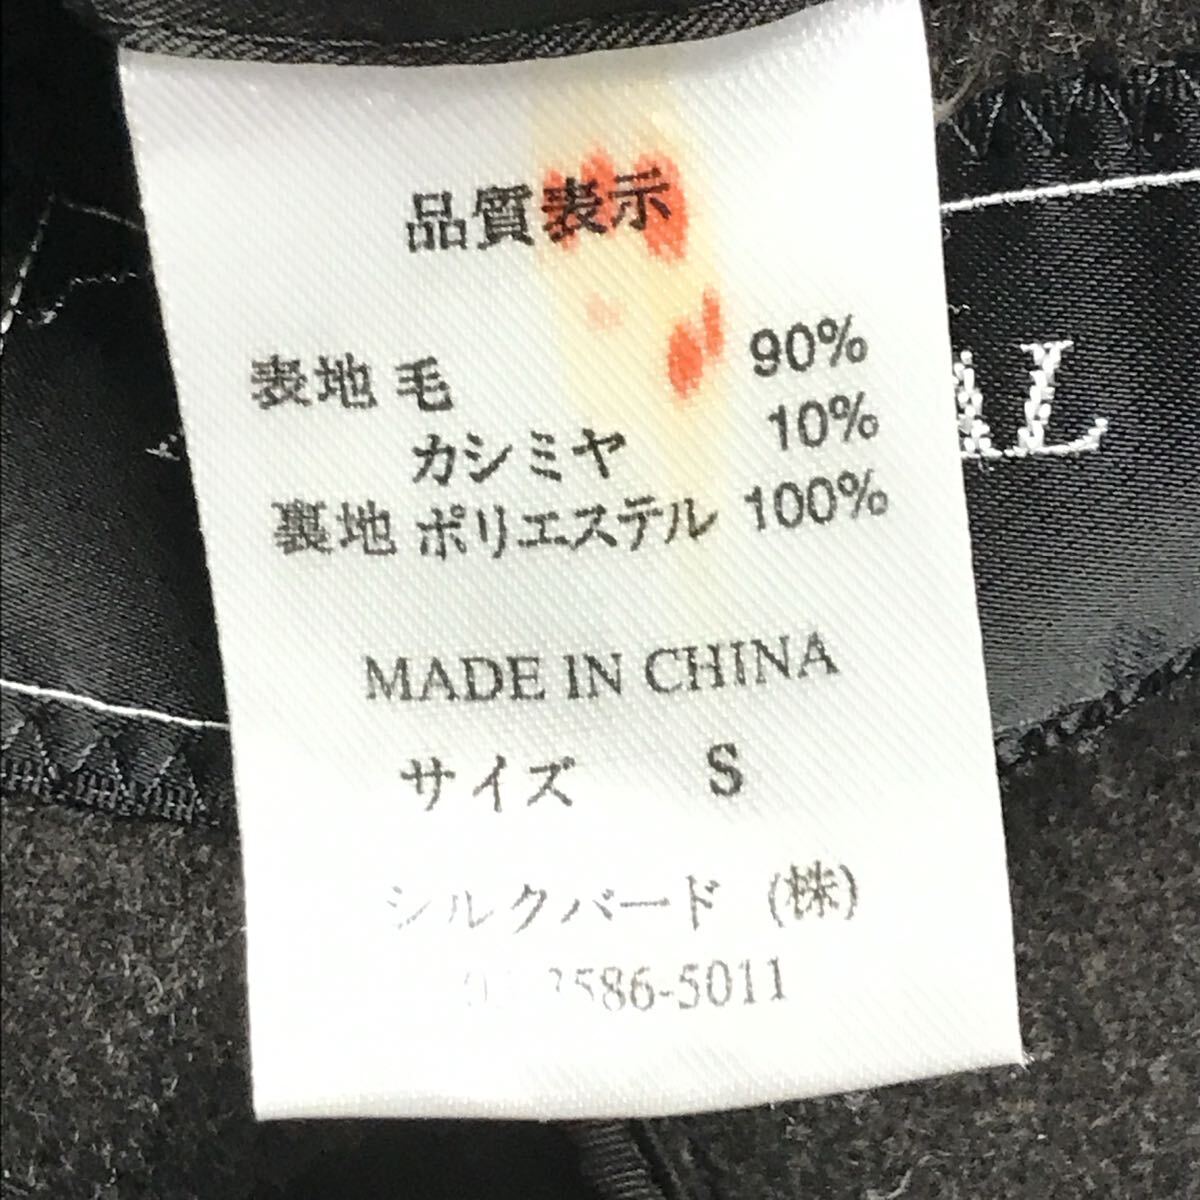 品質表示
表地 毛 90%
カシミヤ 10%
裏地 ポリエステル 100%
MADE IN CHINA
サイズ S
シルクバード (株)